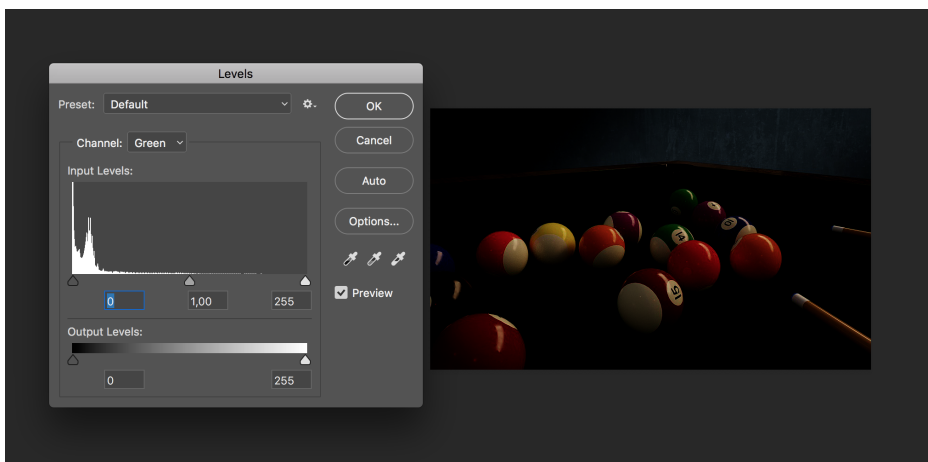 Levels
Preset: Default
OK
Channel: Green
Cancel
Input Levels:
Auto
Options...
0 1,00 255
Preview
Output Levels:
0 255
14
15